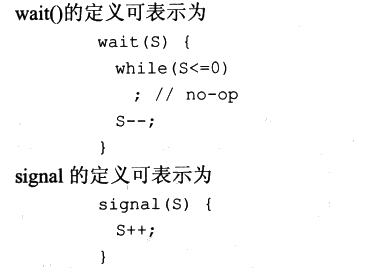 wait()的定义可表示为
wait(S) {
while(S<=0)
; // no-op
S--;
}
signal 的定义可表示为
signal(S) {
S++;
}